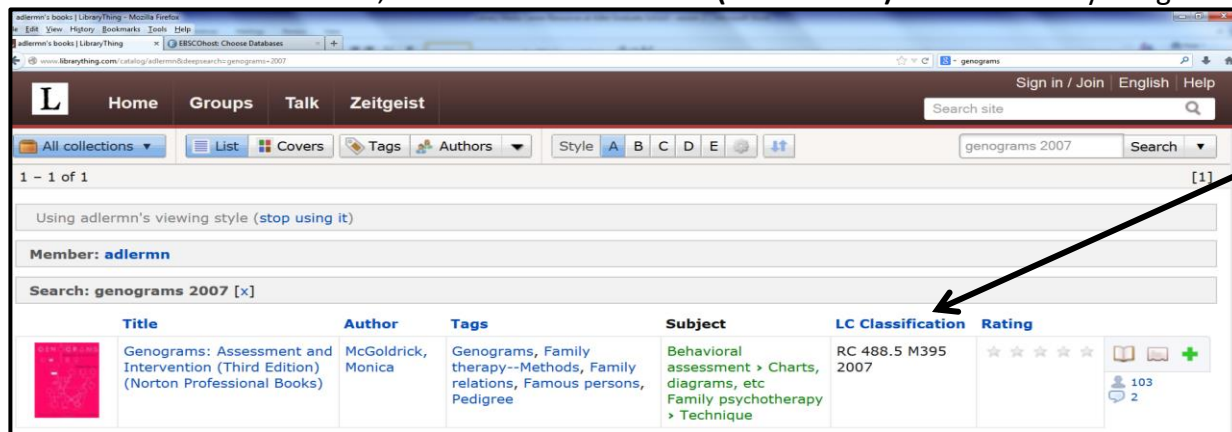 (
adlermn's books | LibraryThing - Mozilla Firefox
Edit View History Bookmarks Tools Help
adlermn's books | LibraryThing × EBSCOhost: Choose Databases × +
www.librarything.com/catalog/adlermn&deepsearch=genograms+2007 genograms
Sign in / Join English Help
L Home Groups Talk Zeitgeist Search site
All collections List Covers Tags Authors Style A B C D E genograms 2007 Search
1 – 1 of 1 [1]
Using adlermn's viewing style (stop using it)
Member: adlermn
Search: genograms 2007 [x]
Title Author Tags Subject LC Classification Rating
Genograms: Assessment and McGoldrick, Genograms, Family Behavioral RC 488.5 M395
Intervention (Third Edition) Monica therapy--Methods, Family assessment › Charts, 2007
(Norton Professional Books) relations, Famous persons, diagrams, etc 103
Pedigree Family psychotherapy 2
› Technique